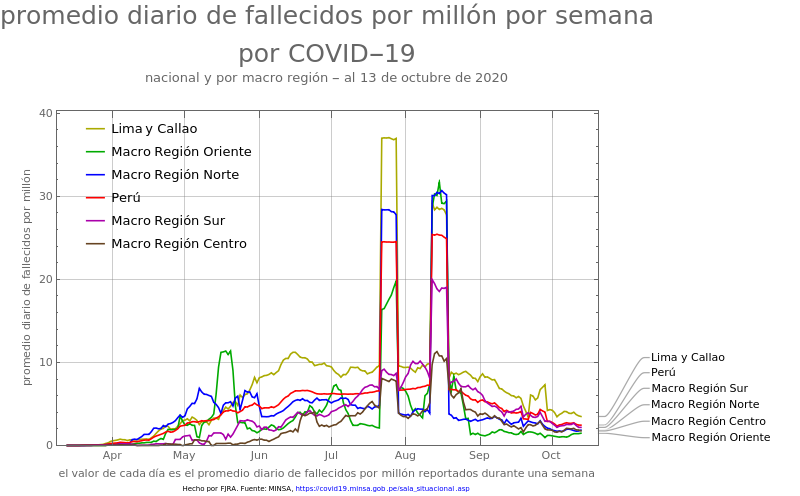 promedio diario de fallecidos por millón por semana
por COVID‒19
nacional y por macro región ‒ al 13 de octubre de 2020
promedio diario de fallecidos por millón
40
30
20
10
0
Lima y Callao
Macro Región Oriente
Macro Región Norte
Perú
Macro Región Sur
Macro Región Centro
Lima y Callao
Perú
Macro Región Sur
Macro Región Norte
Macro Región Centro
Macro Región Oriente
Apr May Jun Jul Aug Sep Oct
el valor de cada día es el promedio diario de fallecidos por millón reportados durante una semana
Hecho por FJRA. Fuente: MINSA, https://covid19.minsa.gob.pe/sala_situacional.asp